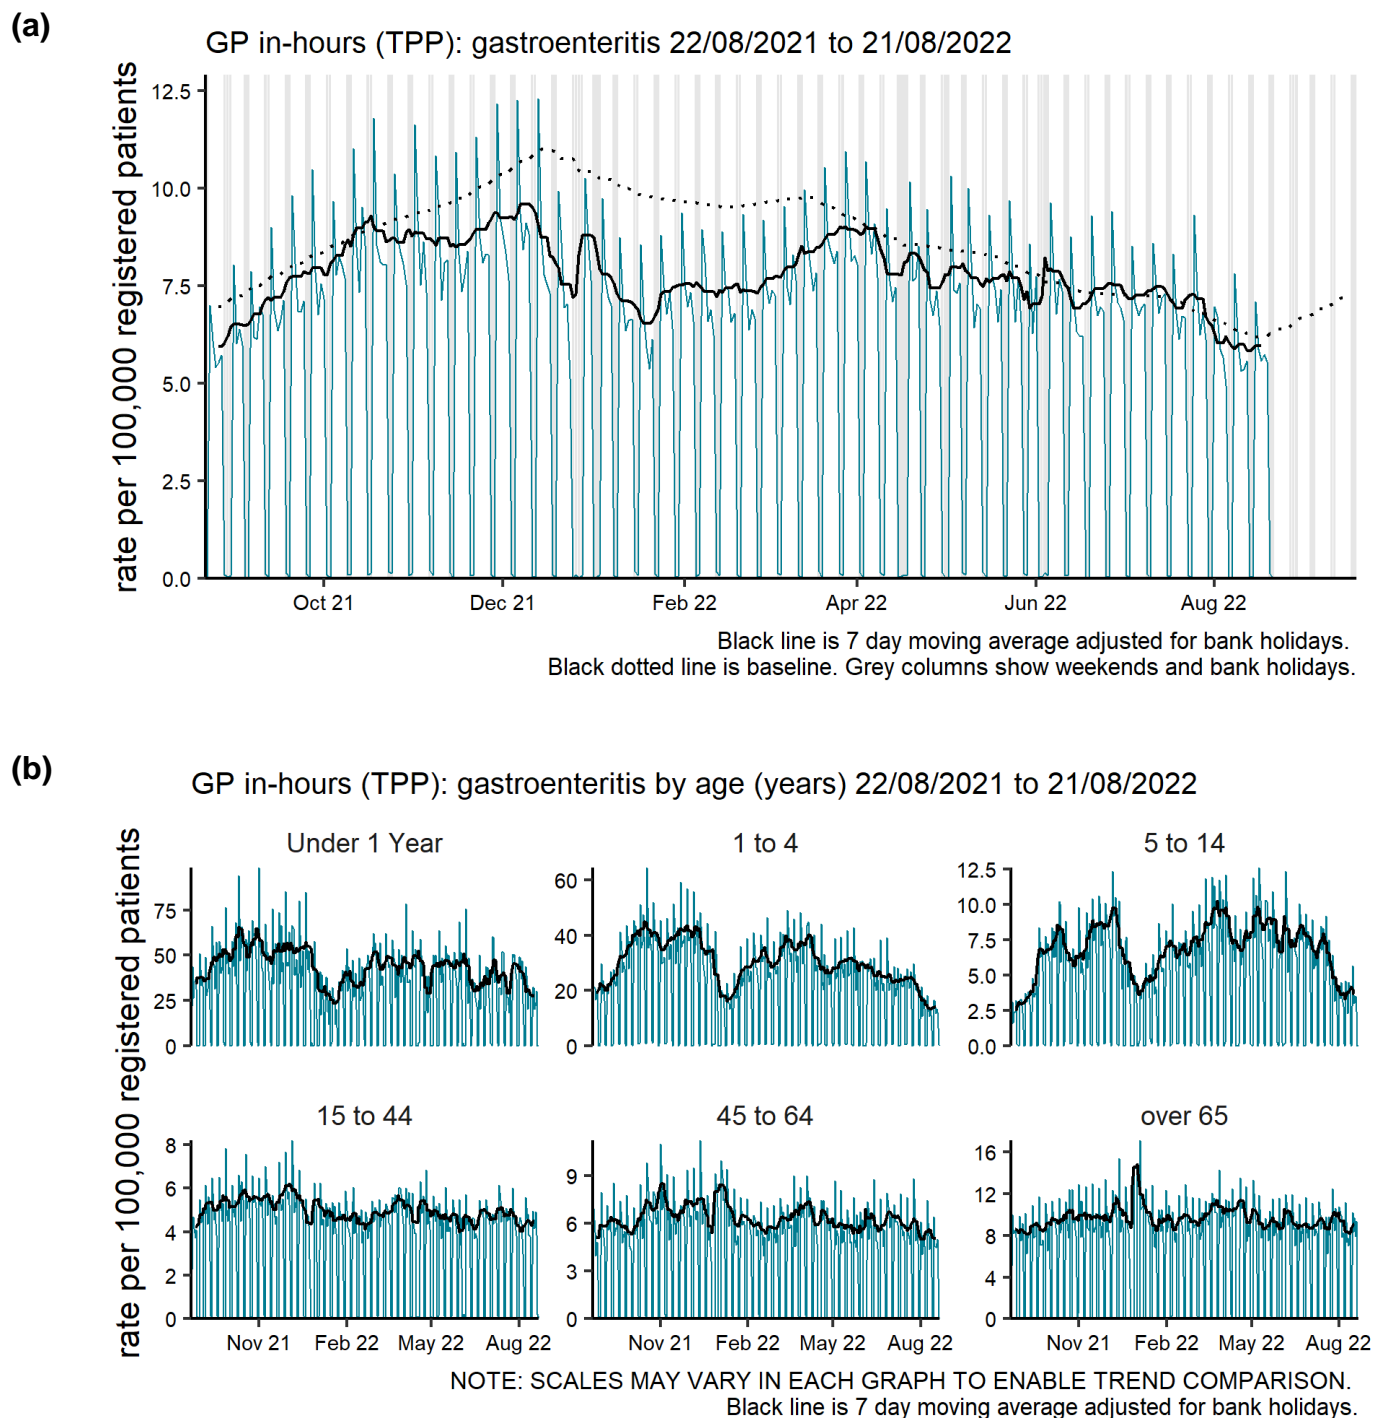 (a)
GP in-hours (TPP): gastroenteritis 22/08/2021 to 21/08/2022
rate per 100,000 registered patients
12.5
10.0
7.5
5.0
2.5
0.0
Oct 21 Dec 21 Feb 22 Apr 22 Jun 22 Aug 22
Black line is 7 day moving average adjusted for bank holidays.
Black dotted line is baseline. Grey columns show weekends and bank holidays.
(b)
GP in-hours (TPP): gastroenteritis by age (years) 22/08/2021 to 21/08/2022
rate per 100,000 registered patients
Under 1 Year
75
50
25
0
1 to 4
60
40
20
0
5 to 14
12.5
10.0
7.5
5.0
2.5
0.0
15 to 44
8
6
4
2
0
Nov 21 Feb 22 May 22 Aug 22
45 to 64
9
6
3
0
Nov 21 Feb 22 May 22 Aug 22
over 65
16
12
8
4
0
Nov 21 Feb 22 May 22 Aug 22
NOTE: SCALES MAY VARY IN EACH GRAPH TO ENABLE TREND COMPARISON.
Black line is 7 day moving average adjusted for bank holidays.